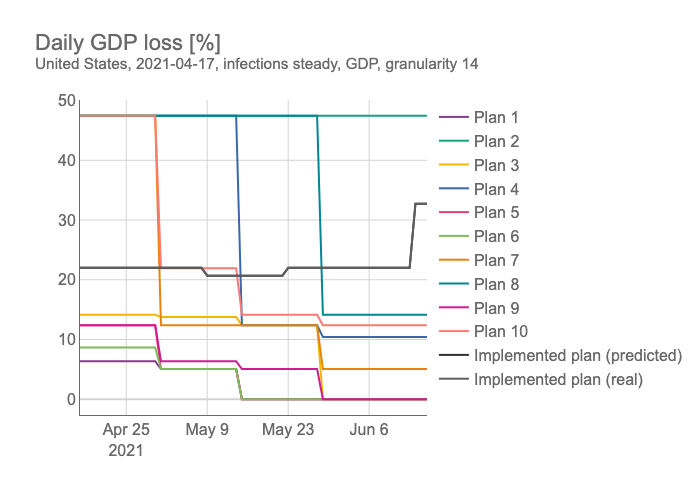 Daily GDP loss [%]
United States, 2021-04-17, infections steady, GDP, granularity 14
50
40
30
20
10
0
Apr 25
2021
May 9
May 23
Jun 6
Plan 1
Plan 2
Plan 3
Plan 4
Plan 5
Plan 6
Plan 7
Plan 8
Plan 9
Plan 10
Implemented plan (predicted)
Implemented plan (real)